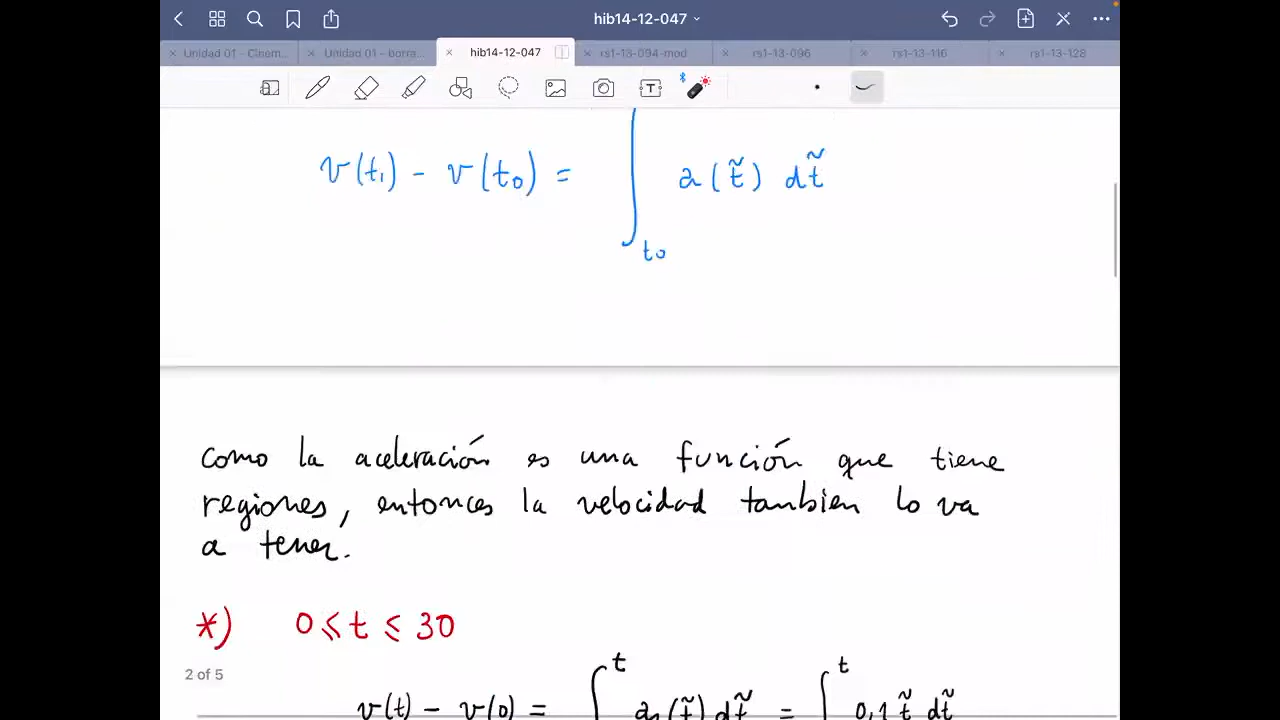 hib14-12-047
Unidad 01 - Cinem...
Unidad 01 - borra...
hib14-12-047
rs1-13-094-mod
rs1-13-096
rs1-13-116
rs1-13-128
v(t₁) - v(t₀) = ∫ a(t̃) dt̃
t₀
como la aceleración es una función que tiene
regiones, entonces la velocidad tambien lo va
a tener.
*) 0 ≤ t ≤ 30
2 of 5
v(t) - v(0) = ∫ᵗ a(t̃) dt̃ = ∫ᵗ 0,1 t̃ dt̃